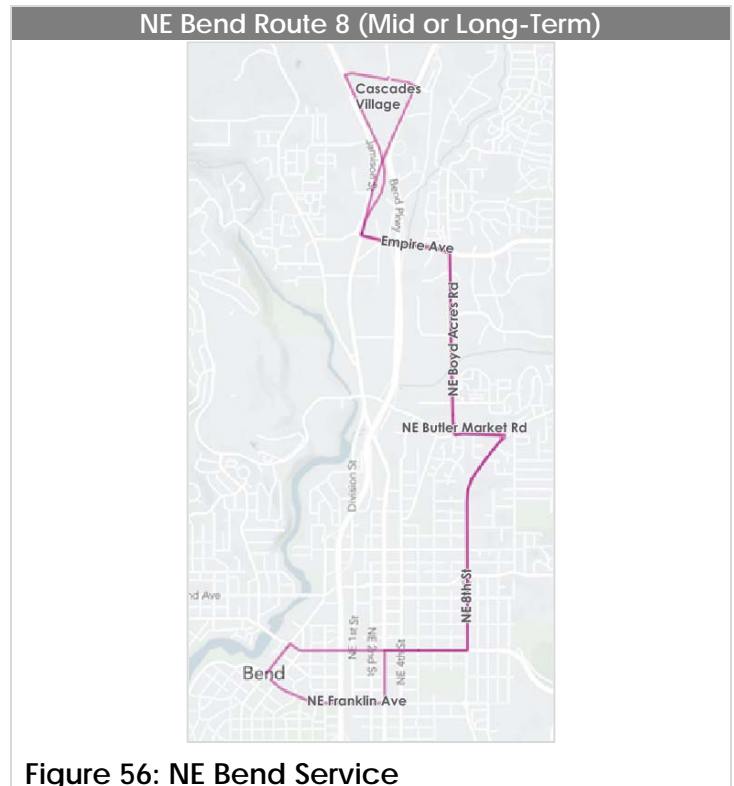 NE Bend Route 8 (Mid or Long-Term)
Cascades
Village
Jamison St
Bend Pkwy
Empire Ave
NE Boyd Acres Rd
NE Butler Market Rd
Division St
NE 8th St
nd Ave
NE 1st St
NE 2nd St
NE 4th St
Bend
NE Franklin Ave
Figure 56: NE Bend Service